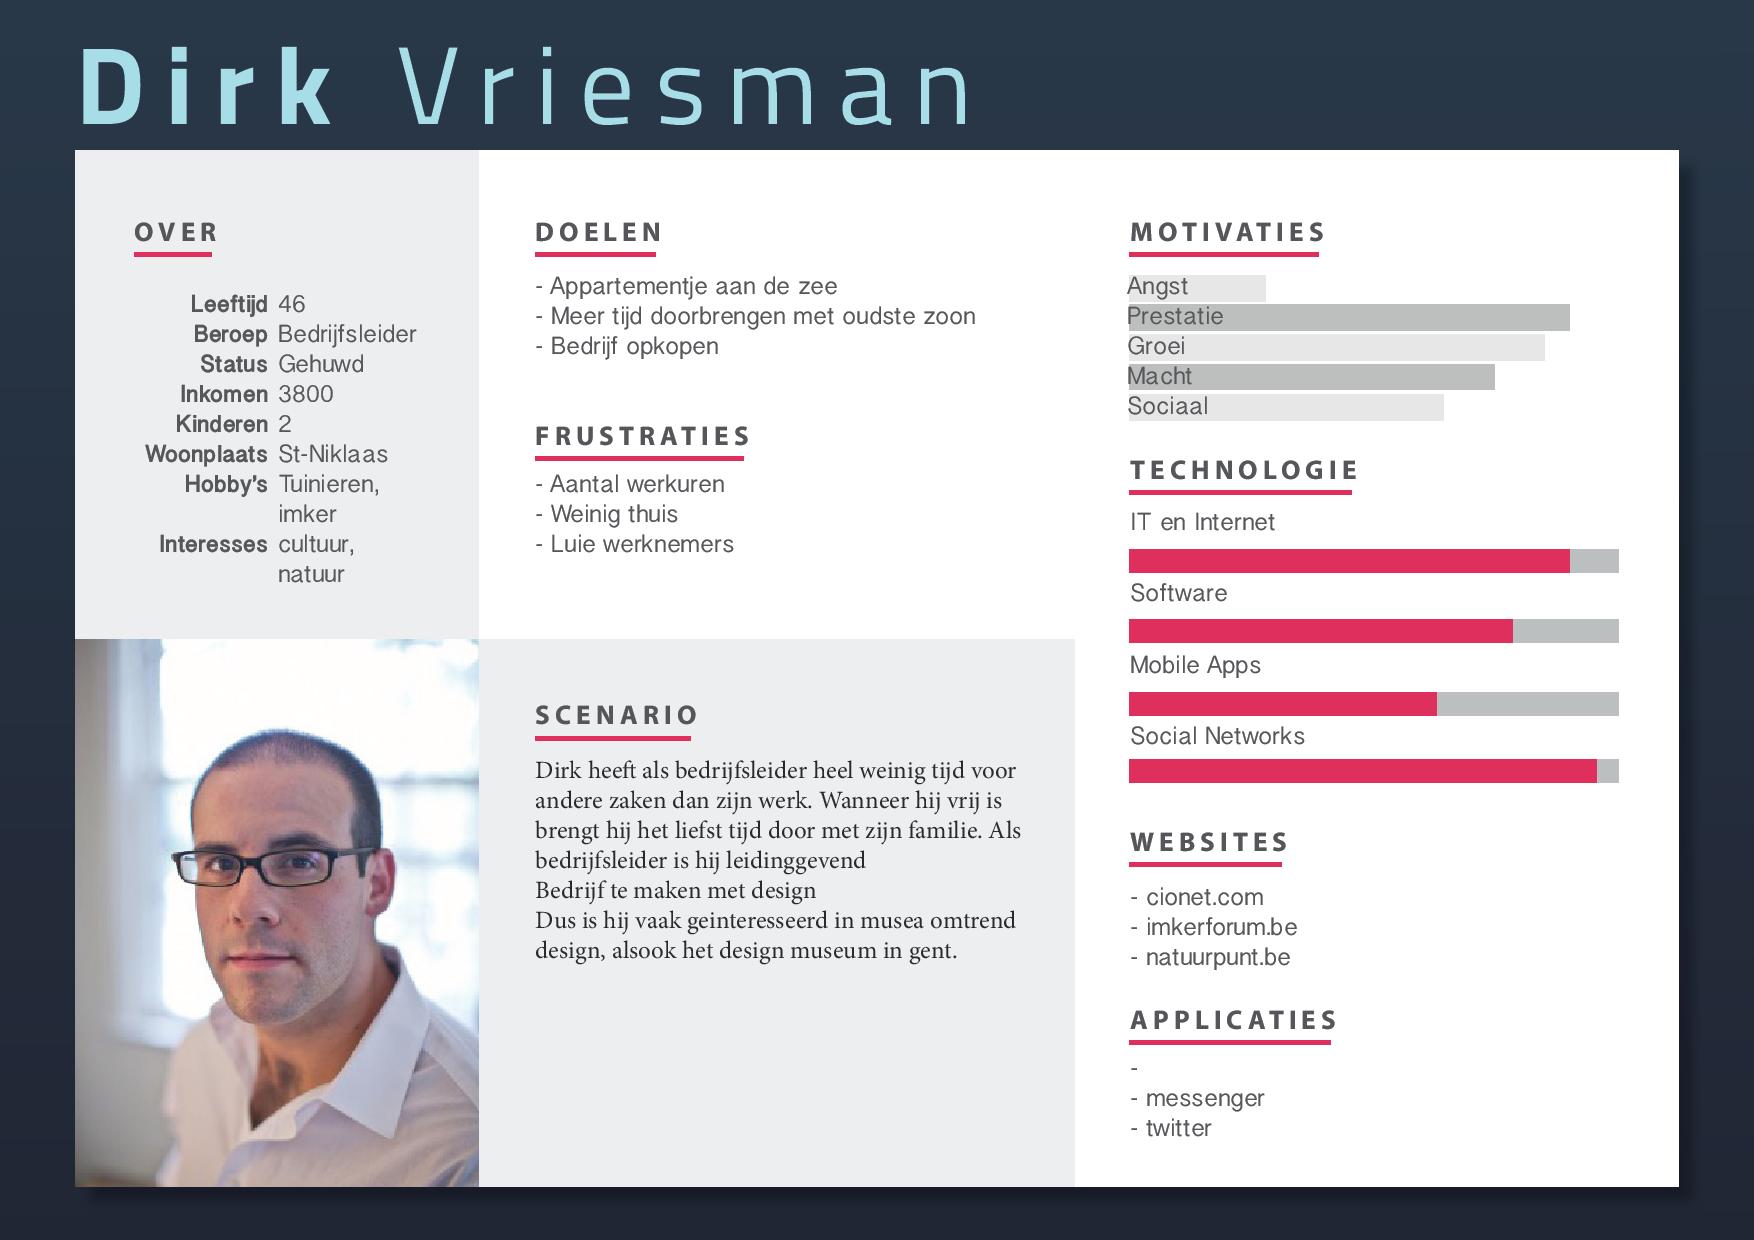 Dirk Vriesman
OVER
Leeftijd 46
Beroep Bedrijfsleider
Status Gehuwd
Inkomen 3800
Kinderen 2
Woonplaats St-Niklaas
Hobby's Tuinieren,
imker
Interesses cultuur,
natuur
DOELEN
- Appartementje aan de zee
- Meer tijd doorbrengen met oudste zoon
- Bedrijf opkopen
FRUSTRATIES
- Aantal werkuren
- Weinig thuis
- Luie werknemers
SCENARIO
Dirk heeft als bedrijfsleider heel weinig tijd voor
andere zaken dan zijn werk. Wanneer hij vrij is
brengt hij het liefst tijd door met zijn familie. Als
bedrijfsleider is hij leidinggevend
Bedrijf te maken met design
Dus is hij vaak geinteresseerd in musea omtrend
design, alsook het design museum in gent.
MOTIVATIES
Angst
Prestatie
Groei
Macht
Sociaal
TECHNOLOGIE
IT en Internet
Software
Mobile Apps
Social Networks
WEBSITES
- cionet.com
- imkerforum.be
- natuurpunt.be
APPLICATIES
-
- messenger
- twitter